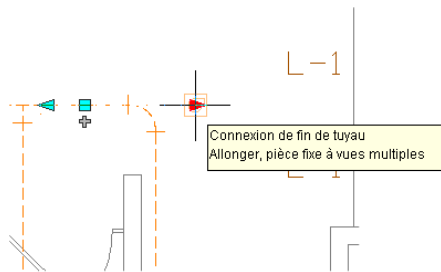 L-1
Connexion de fin de tuyau
Allonger, pièce fixe à vues multiples